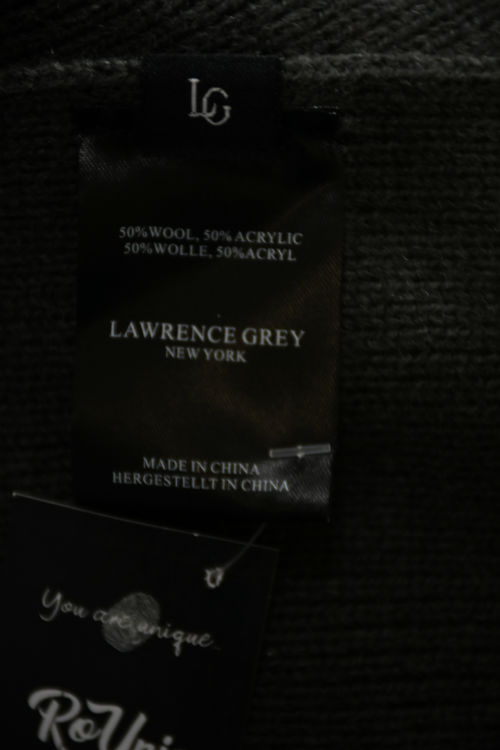 LG
50%WOOL, 50%ACRYLIC
50%WOLLE, 50%ACRYL
LAWRENCE GREY
NEW YORK
MADE IN CHINA
HERGESTELLT IN CHINA
You are unique